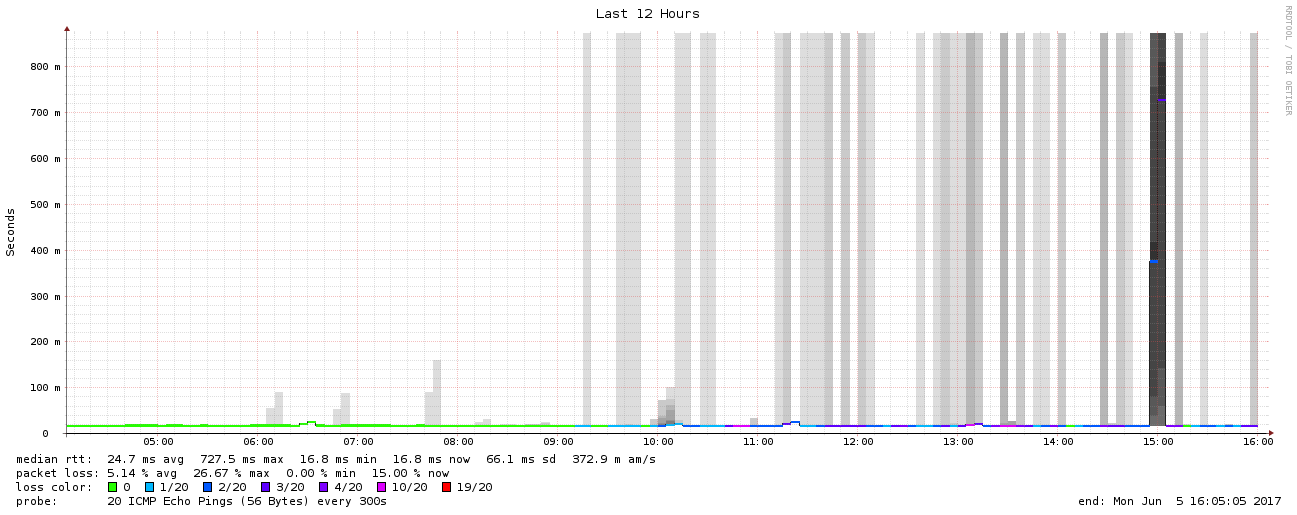 Last 12 Hours
RRDTOOL / TOBI OETIKER
Seconds
800 m
700 m
600 m
500 m
400 m
300 m
200 m
100 m
0
05:00 06:00 07:00 08:00 09:00 10:00 11:00 12:00 13:00 14:00 15:00 16:00
median rtt: 24.7 ms avg 727.5 ms max 16.8 ms min 16.8 ms now 66.1 ms sd 372.9 m am/s
packet loss: 5.14 % avg 26.67 % max 0.00 % min 15.00 % now
loss color: 0 1/20 2/20 3/20 4/20 10/20 19/20
probe: 20 ICMP Echo Pings (56 Bytes) every 300s end: Mon Jun 5 16:05:05 2017